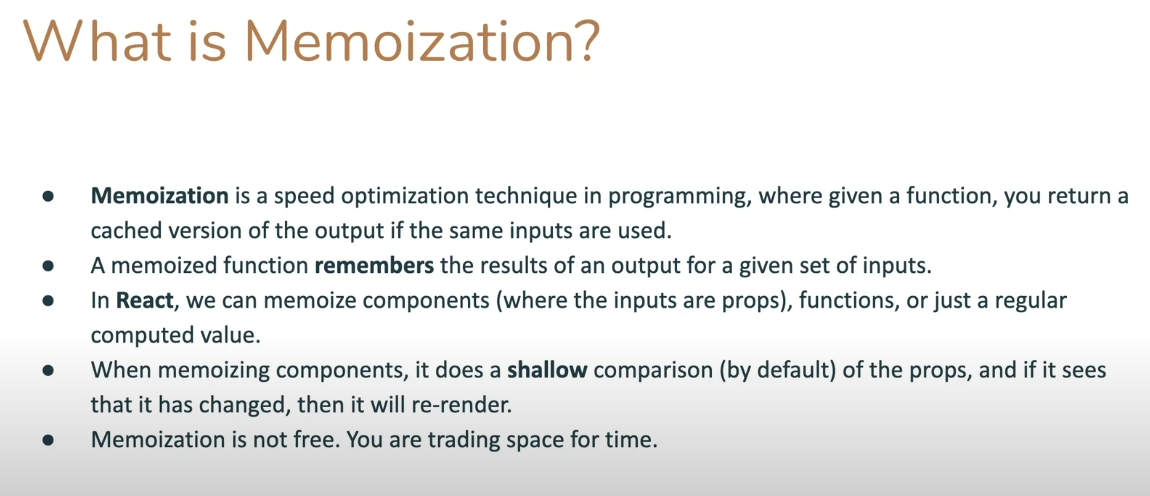 What is Memoization?
● Memoization is a speed optimization technique in programming, where given a function, you return a
cached version of the output if the same inputs are used.
● A memoized function remembers the results of an output for a given set of inputs.
● In React, we can memoize components (where the inputs are props), functions, or just a regular
computed value.
● When memoizing components, it does a shallow comparison (by default) of the props, and if it sees
that it has changed, then it will re-render.
● Memoization is not free. You are trading space for time.